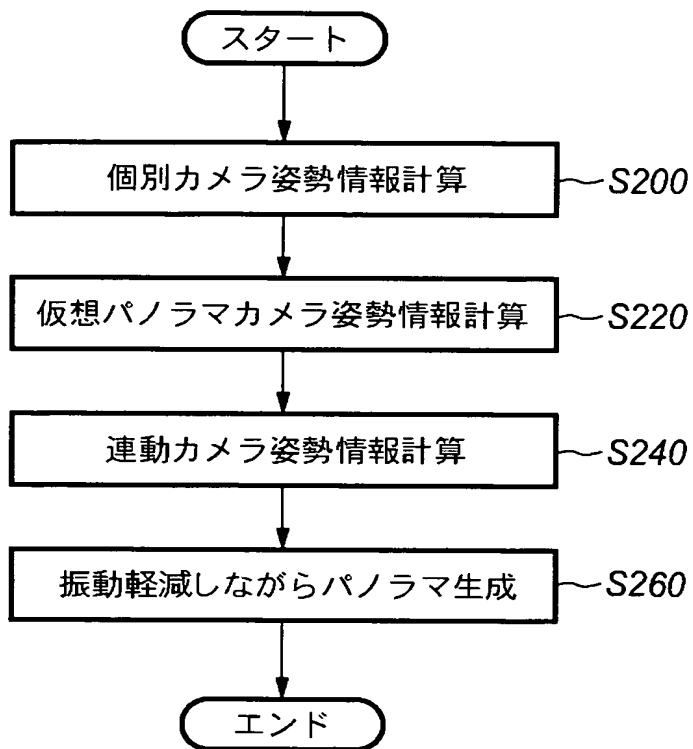 スタート
個別カメラ姿勢情報計算 S200
仮想パノラマカメラ姿勢情報計算 S220
連動カメラ姿勢情報計算 S240
振動軽減しながらパノラマ生成 S260
エンド